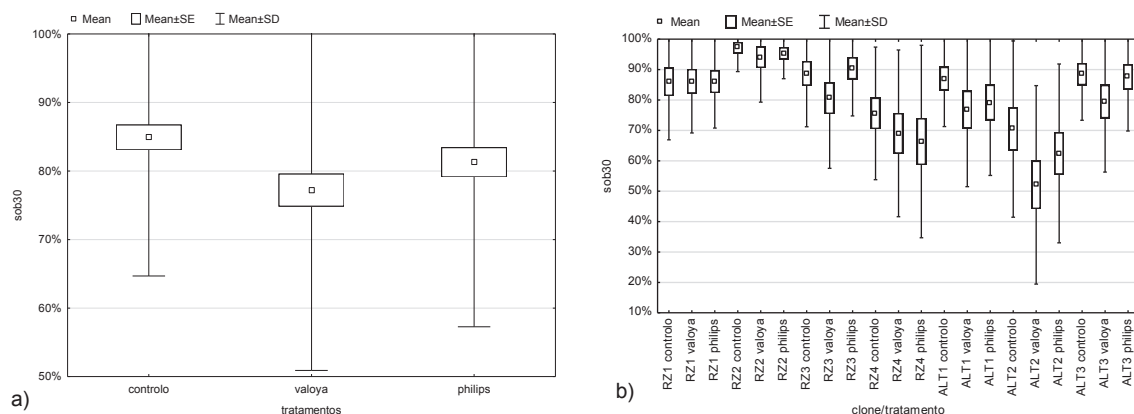 Mean Mean±SE Mean±SD
100%
90%
80%
70%
60%
50%
sob30
controlo valoya philips
tratamentos
a)
Mean Mean±SE Mean±SD
100%
90%
80%
70%
60%
50%
40%
30%
20%
10%
sob30
RZ1 controlo
RZ1 valoya
RZ1 philips
RZ2 controlo
RZ2 valoya
RZ2 philips
RZ3 controlo
RZ3 valoya
RZ3 philips
RZ4 controlo
RZ4 valoya
RZ4 philips
ALT1 controlo
ALT1 valoya
ALT1 philips
ALT2 controlo
ALT2 valoya
ALT2 philips
ALT3 controlo
ALT3 valoya
ALT3 philips
clone/tratamento
b)